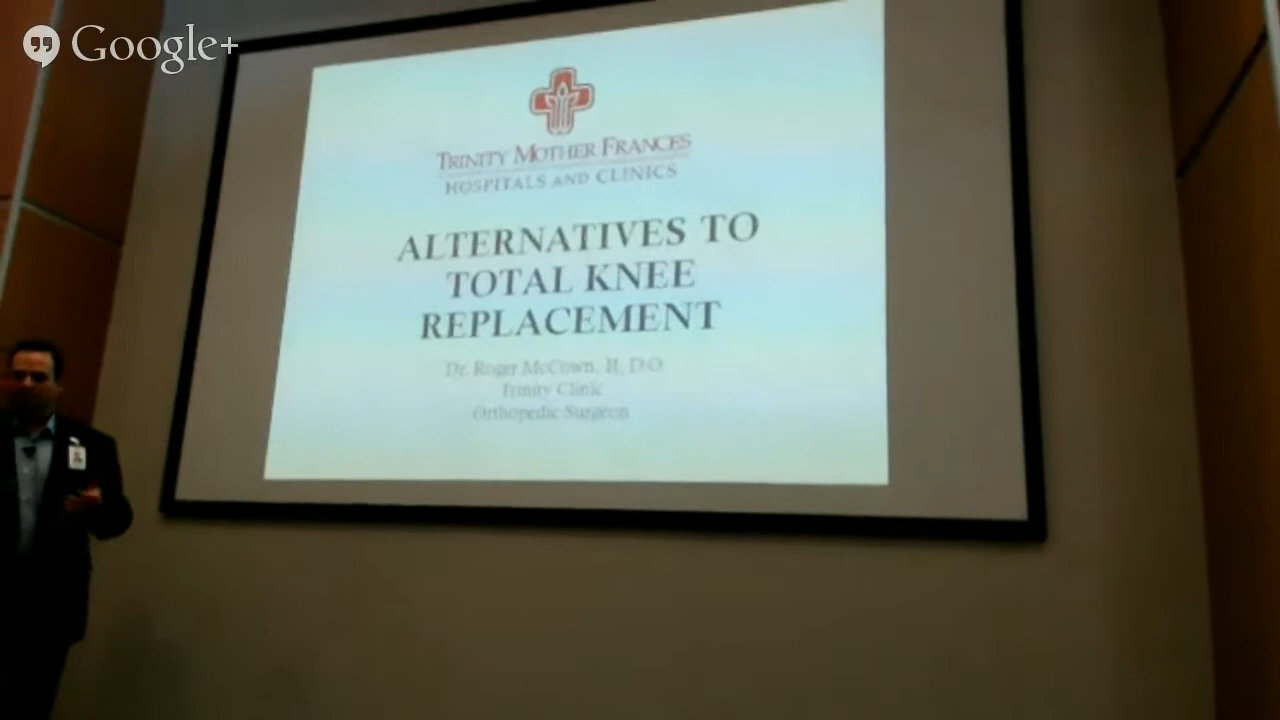 Google+
TRINITY MOTHER FRANCES
HOSPITALS AND CLINICS
ALTERNATIVES TO
TOTAL KNEE
REPLACEMENT
Dr. Roger McCown, II, D.O.
Trinity Clinic
Orthopedic Surgeon